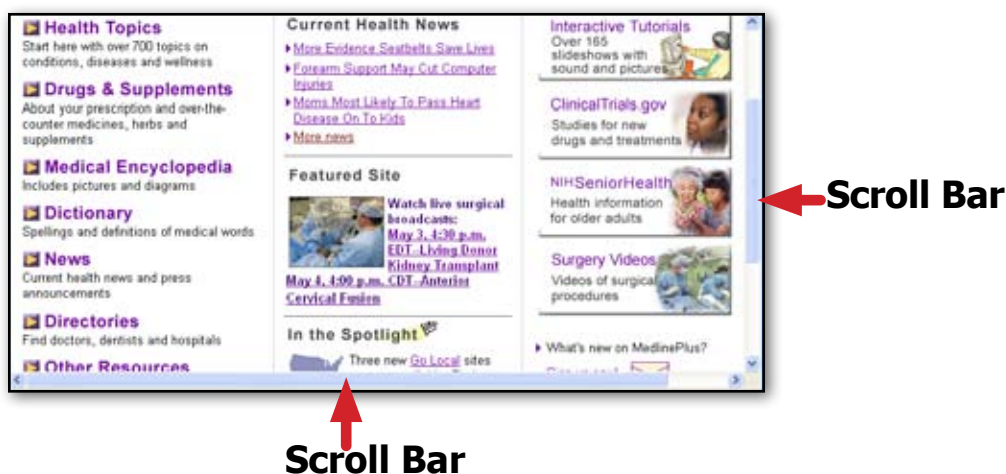 Health Topics
Start here with over 700 topics on
conditions, diseases and wellness
Drugs & Supplements
About your prescription and over-the-
counter medicines, herbs and
supplements
Medical Encyclopedia
Includes pictures and diagrams
Dictionary
Spellings and definitions of medical words
News
Current health news and press
announcements
Directories
Find doctors, dentists and hospitals
Other Resources
Current Health News
More Evidence Seatbelts Save Lives
Forearm Support May Cut Computer
Injuries
Moms Most Likely To Pass Heart
Disease On To Kids
More news
Featured Site
Watch live surgical
broadcasts:
May 3, 4:30 p.m.
EDT-Living Donor
Kidney Transplant
May 4, 4:00 p.m. CDT-Anterior
Cervical Fusion
In the Spotlight
Three new Go Local sites
Interactive Tutorials
Over 165
slideshows with
sound and pictures
ClinicalTrials.gov
Studies for new
drugs and treatments
NIHSeniorHealth
Health information
for older adults
Surgery Videos
Videos of surgical
procedures
What's new on MedlinePlus?
Scroll Bar
Scroll Bar